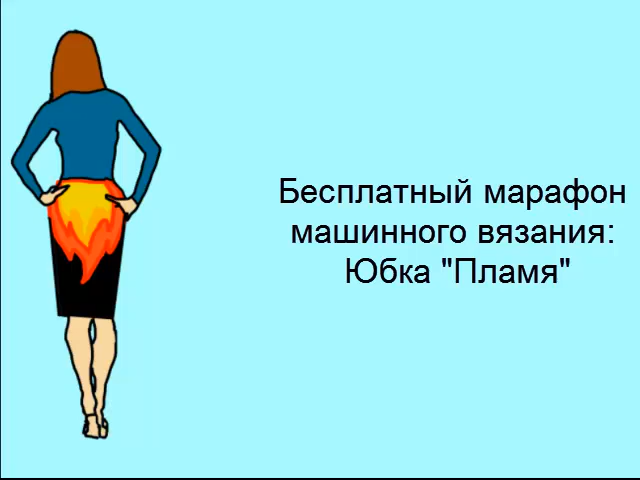 Бесплатный марафон
машинного вязания:
Юбка "Пламя"